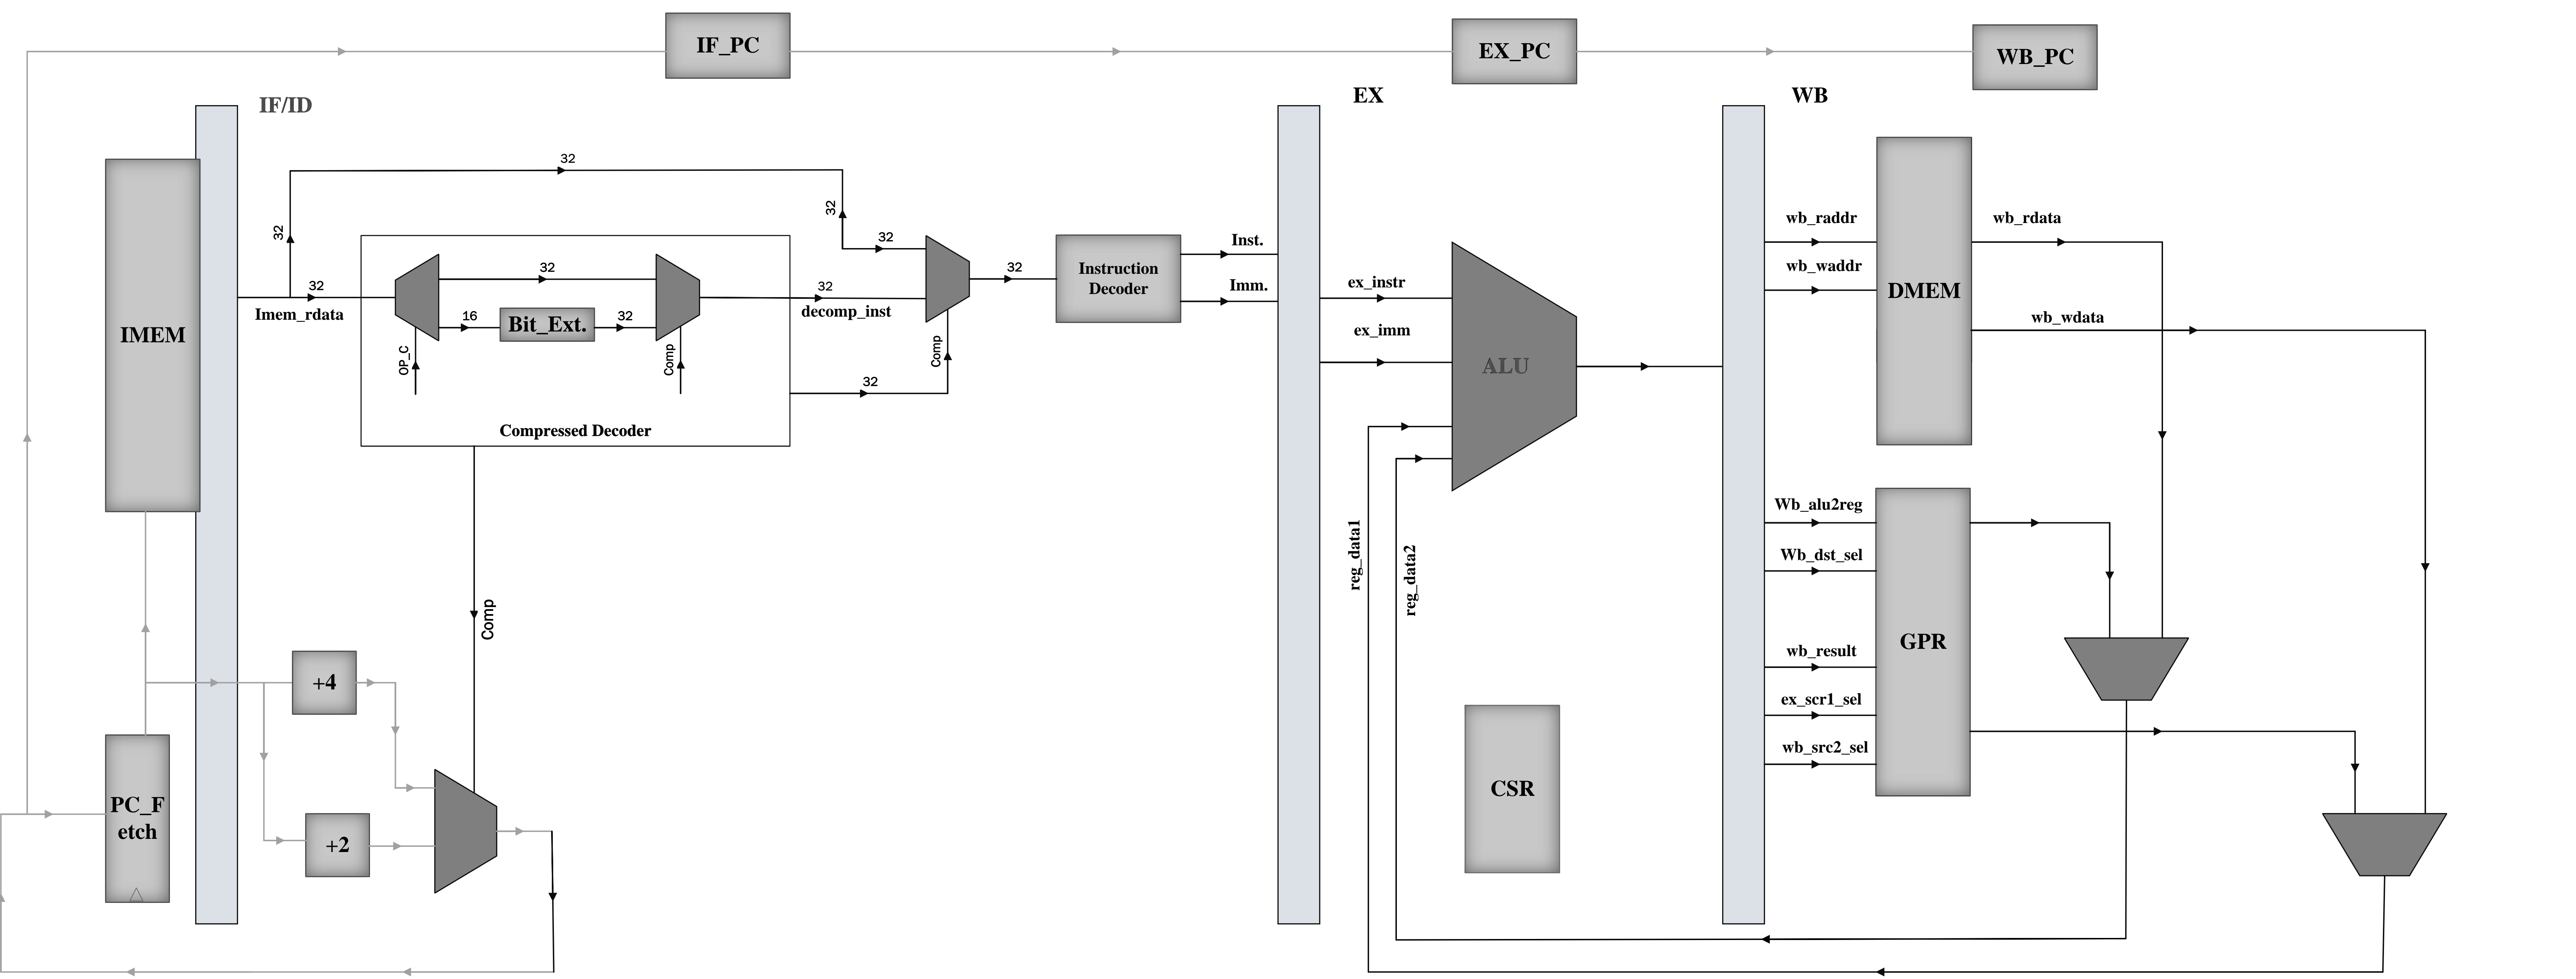 IF_PC
EX_PC
WB_PC
IF/ID
EX
WB
32
32
32
32
wb_raddr
wb_rdata
Inst.
Instruction
Decoder
32
32
32
32
Imem_rdata
32
decomp_inst
Imm.
ex_instr
wb_waddr
DMEM
16
Bit_Ext.
32
OP_C
Comp
Comp
IMEM
ex_imm
wb_wdata
ALU
32
Compressed Decoder
reg_data1
reg_data2
Wb_alu2reg
Wb_dst_sel
Comp
GPR
wb_result
ex_scr1_sel
wb_src2_sel
+4
CSR
PC_F
etch
+2